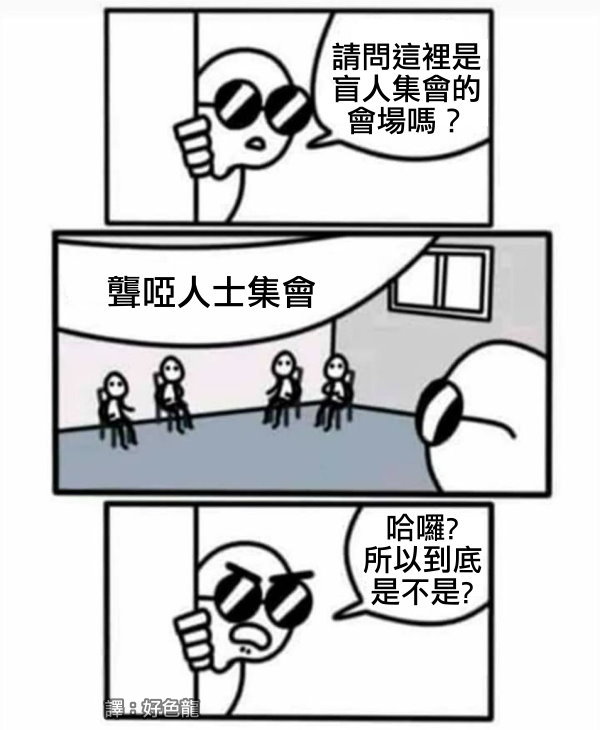 請問這裡是
盲人集會的
會場嗎？
聾啞人士集會
哈囉?
所以到底
是不是?
譯：好色龍